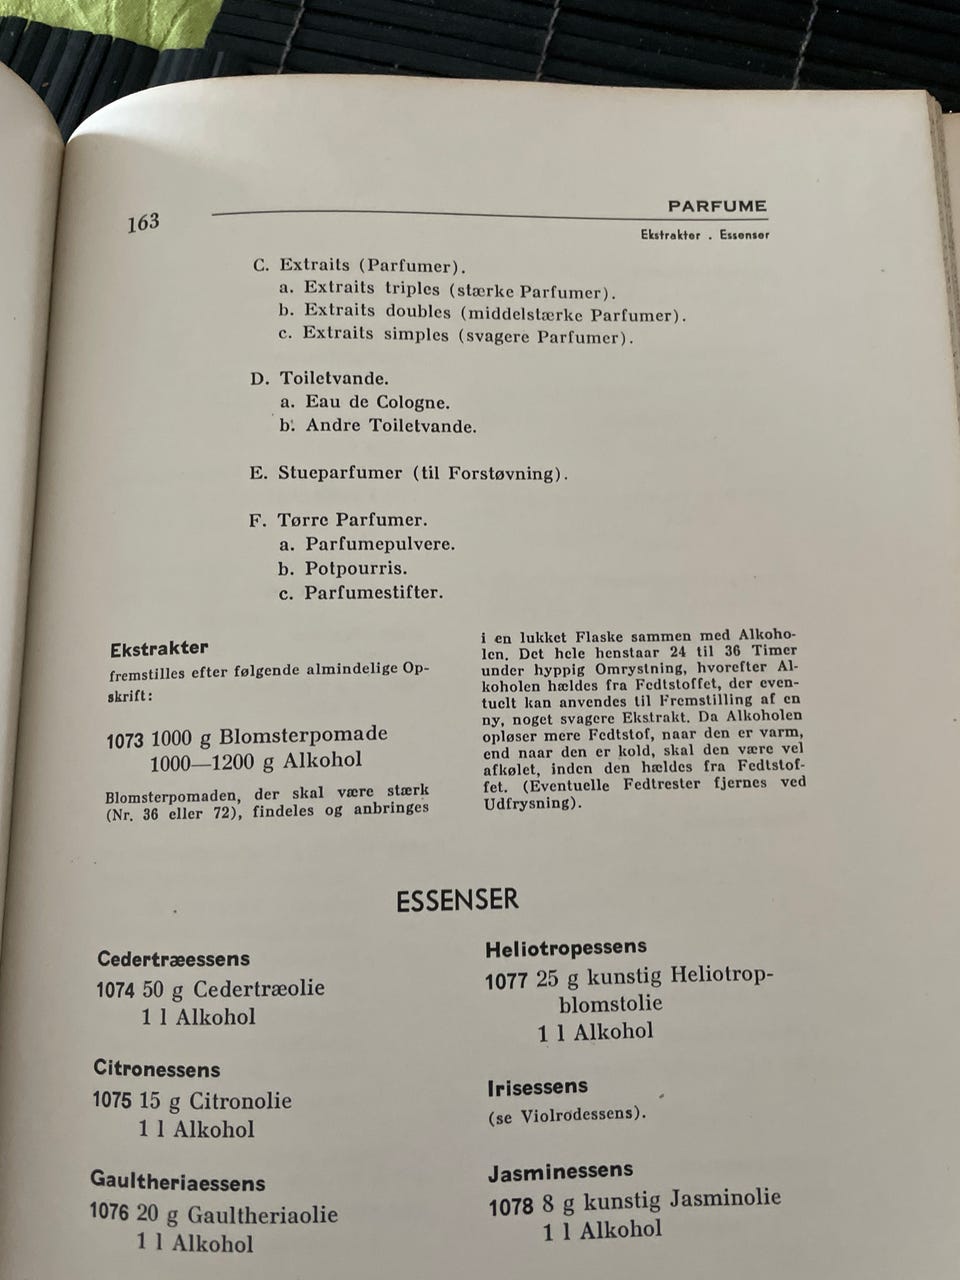 163
PARFUME
Ekstrakter . Essenser
C. Extraits (Parfumer).
a. Extraits triples (stærke Parfumer).
b. Extraits doubles (middelstærke Parfumer).
c. Extraits simples (svagere Parfumer).
D. Toiletvande.
a. Eau de Cologne.
b. Andre Toiletvande.
E. Stueparfumer (til Forstøvning).
F. Tørre Parfumer.
a. Parfumepulvere.
b. Potpourris.
c. Parfumestifter.
Ekstrakter
fremstilles efter følgende almindelige Op-
skrift:
1073 1000 g Blomsterpomade
1000—1200 g Alkohol
Blomsterpomaden, der skal være stærk
(Nr. 36 eller 72), findeles og anbringes
i en lukket Flaske sammen med Alkoho-
len. Det hele henstaar 24 til 36 Timer
under hyppig Omrystning, hvorefter Al-
koholen hældes fra Fedtstoffet, der even-
tuelt kan anvendes til Fremstilling af en
ny, noget svagere Ekstrakt. Da Alkoholen
opløser mere Fedtstof, naar den er varm,
end naar den er kold, skal den være vel
afkølet, inden den hældes fra Fedtstof-
fet. (Eventuelle Fedtrester fjernes ved
Udfrysning).
ESSENSER
Cedertræessens
1074 50 g Cedertræolie
1 l Alkohol
Citronessens
1075 15 g Citronolie
1 l Alkohol
Gaultheriaessens
1076 20 g Gaultheriaolie
1 l Alkohol
Heliotropessens
1077 25 g kunstig Heliotrop-
blomstolie
1 l Alkohol
Irisessens
(se Violrodessens).
Jasminessens
1078 8 g kunstig Jasminolie
1 l Alkohol